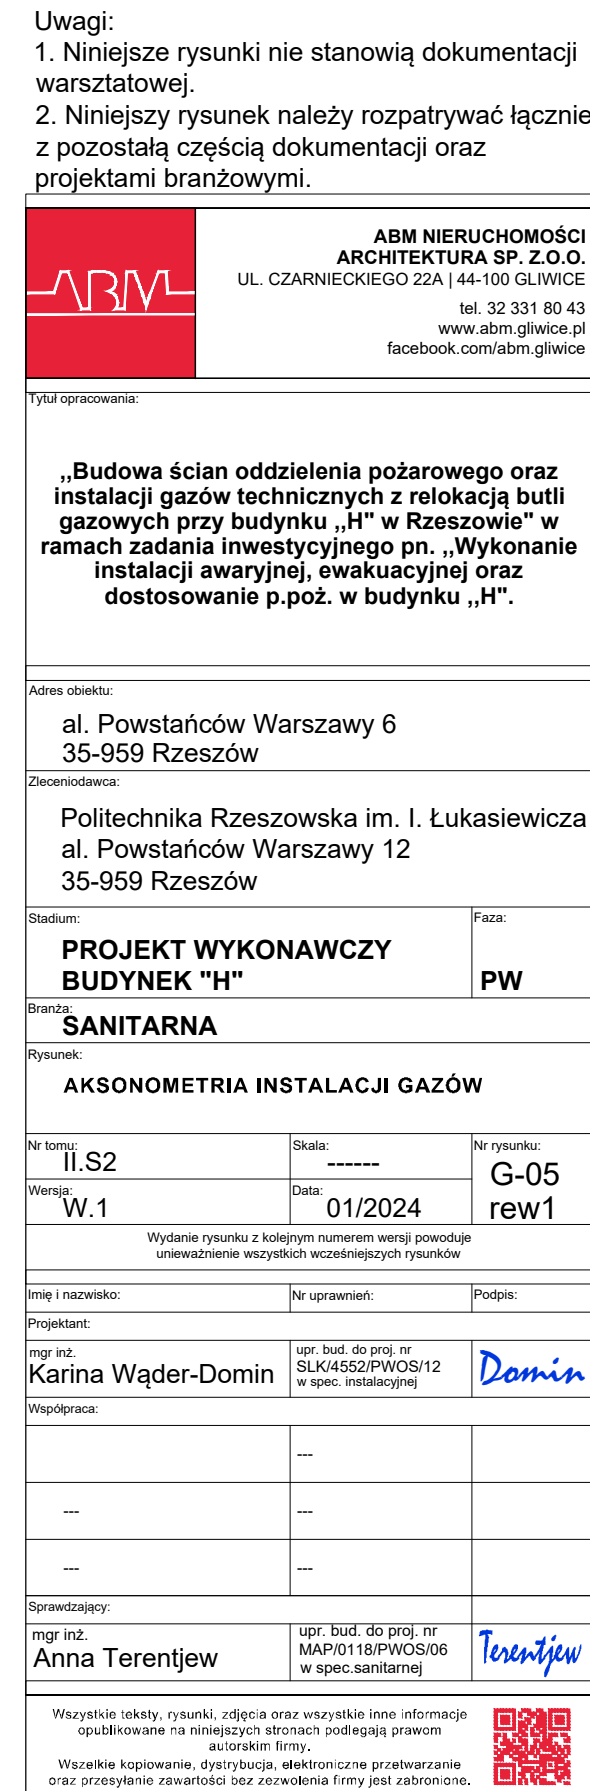 Uwagi:
1. Niniejsze rysunki nie stanowią dokumentacji
warsztatowej.
2. Niniejszy rysunek należy rozpatrywać łącznie
z pozostałą częścią dokumentacji oraz
projektami branżowymi.
ABM
ABM NIERUCHOMOŚCI
ARCHITEKTURA SP. Z.O.O.
UL. CZARNIECKIEGO 22A | 44-100 GLIWICE
tel. 32 331 80 43
www.abm.gliwice.pl
facebook.com/abm.gliwice
Tytuł opracowania:
,,Budowa ścian oddzielenia pożarowego oraz
instalacji gazów technicznych z relokacją butli
gazowych przy budynku ,,H" w Rzeszowie" w
ramach zadania inwestycyjnego pn. ,,Wykonanie
instalacji awaryjnej, ewakuacyjnej oraz
dostosowanie p.poż. w budynku ,,H".
Adres obiektu:
al. Powstańców Warszawy 6
35-959 Rzeszów
Zleceniodawca:
Politechnika Rzeszowska im. I. Łukasiewicza
al. Powstańców Warszawy 12
35-959 Rzeszów
Stadium: Faza:
PROJEKT WYKONAWCZY
BUDYNEK "H" PW
Branża:
SANITARNA
Rysunek:
AKSONOMETRIA INSTALACJI GAZÓW
Nr tomu: Skala: Nr rysunku:
II.S2 ------ G-05
Wersja: Data:
W.1 01/2024 rew1
Wydanie rysunku z kolejnym numerem wersji powoduje
unieważnienie wszystkich wcześniejszych rysunków
Imię i nazwisko: Nr uprawnień: Podpis:
Projektant:
mgr inż. upr. bud. do proj. nr
Karina Wąder-Domin SLK/4552/PWOS/12 Domin
w spec. instalacyjnej
Współpraca:
---
--- ---
--- ---
Sprawdzający:
mgr inż. upr. bud. do proj. nr
Anna Terentjew MAP/0118/PWOS/06 Terentjew
w spec.sanitarnej
Wszystkie teksty, rysunki, zdjęcia oraz wszystkie inne informacje
opublikowane na niniejszych stronach podlegają prawom
autorskim firmy.
Wszelkie kopiowanie, dystrybucja, elektroniczne przetwarzanie
oraz przesyłanie zawartości bez zezwolenia firmy jest zabronione.